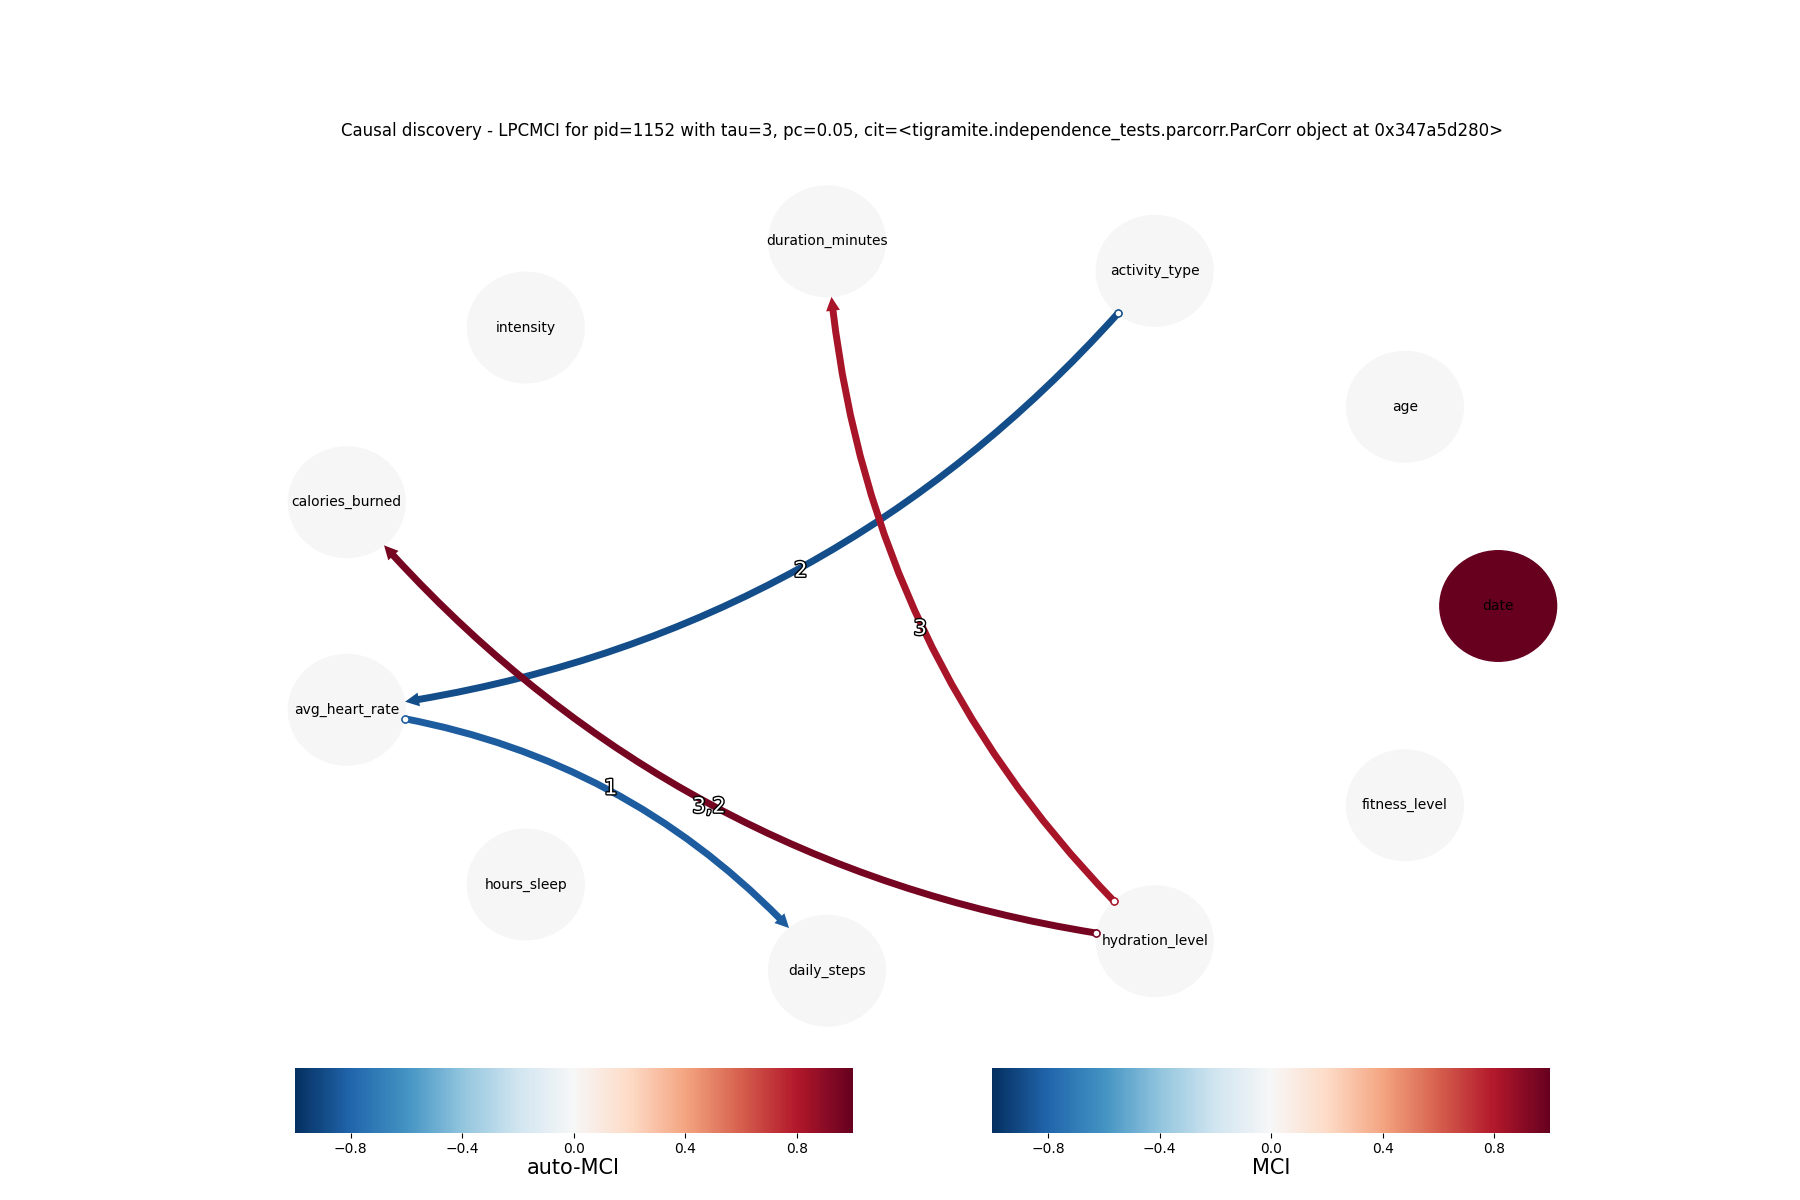 Causal discovery - LPCMCI for pid=1152 with tau=3, pc=0.05, cit=<tigramite.independence_tests.parcorr.ParCorr object at 0x347a5d280>
duration_minutes
activity_type
intensity
age
calories_burned
2
date
3
avg_heart_rate
1
3,2
fitness_level
hours_sleep
hydration_level
daily_steps
−0.8 −0.4 0.0 0.4 0.8
auto-MCI
−0.8 −0.4 0.0 0.4 0.8
MCI